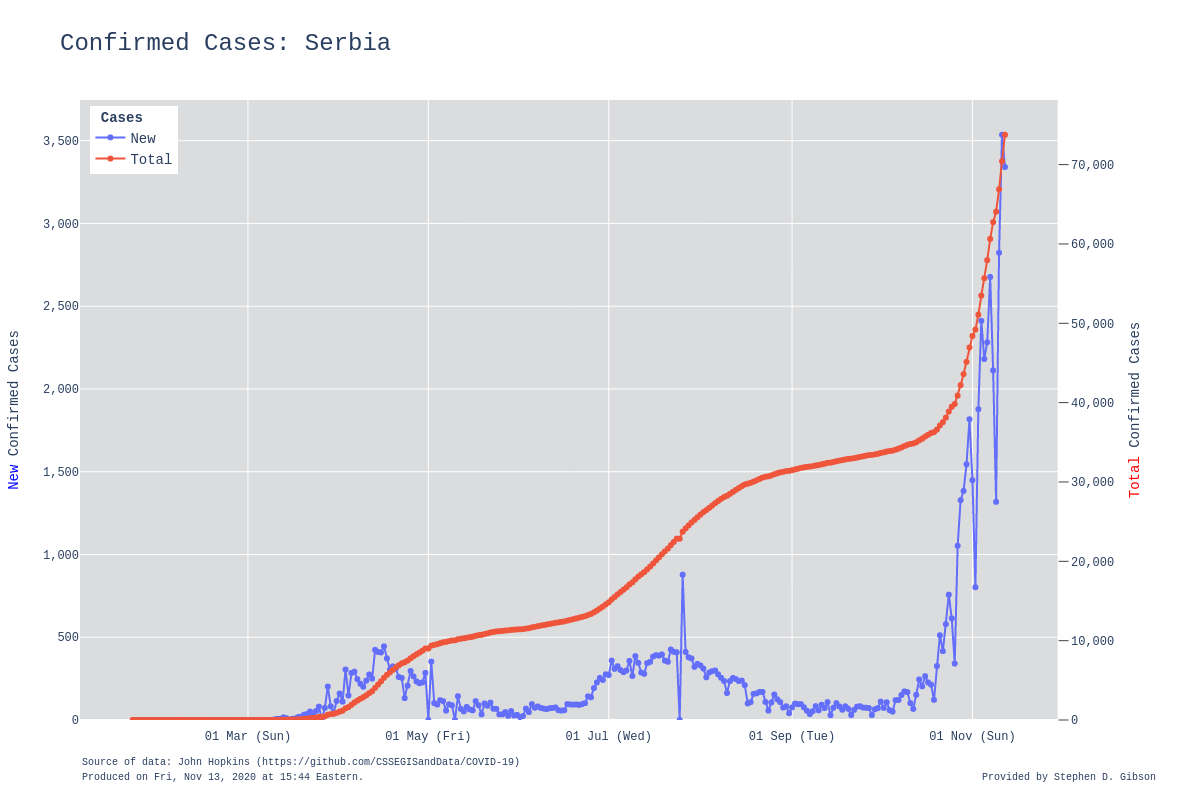 Confirmed Cases: Serbia
Cases
New
Total
3,500
3,000
2,500
2,000
1,500
1,000
500
0
New Confirmed Cases
70,000
60,000
50,000
40,000
30,000
20,000
10,000
0
Total Confirmed Cases
01 Mar (Sun) 01 May (Fri) 01 Jul (Wed) 01 Sep (Tue) 01 Nov (Sun)
Source of data: John Hopkins (https://github.com/CSSEGISandData/COVID-19)
Produced on Fri, Nov 13, 2020 at 15:44 Eastern.
Provided by Stephen D. Gibson